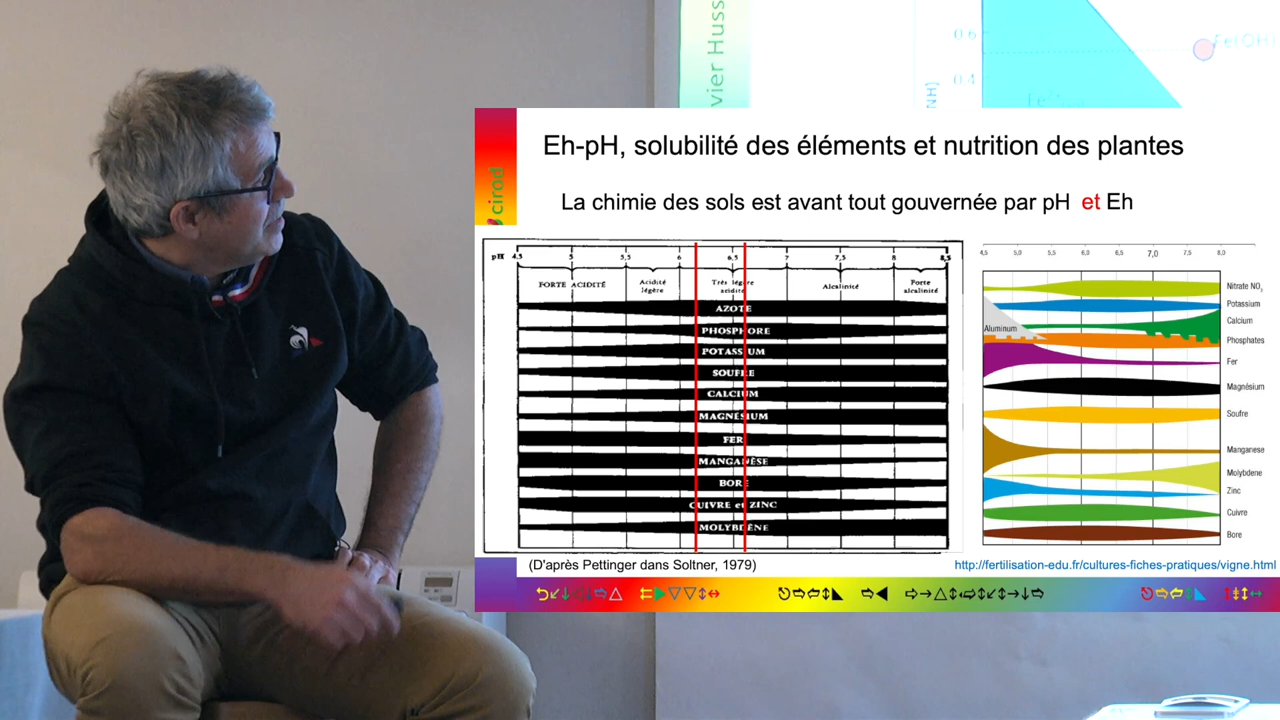 vier Huss
0.6
0.4
NH)
Fe(OH)
cirad
Eh-pH, solubilité des éléments et nutrition des plantes
La chimie des sols est avant tout gouvernée par pH et Eh
pH 4,5 5 5,5 6 6,5 7 7,5 8 8,5
FORTE ACIDITÉ
Acidité légère
Très légère acidité
Alcalinité
Forte alcalinité
AZOTE
PHOSPHORE
POTASSIUM
SOUFRE
CALCIUM
MAGNESIUM
FER
MANGANÈSE
BORE
CUIVRE et ZINC
MOLYBDÈNE
(D'après Pettinger dans Soltner, 1979)
4,5 5,0 5,5 6,0 6,5 7,0 7,5 8,0
Nitrate NO3
Potassium
Calcium
Aluminum
Phosphates
Fer
Magnésium
Soufre
Manganese
Molybdene
Zinc
Cuivre
Bore
http://fertilisation-edu.fr/cultures-fiches-pratiques/vigne.html